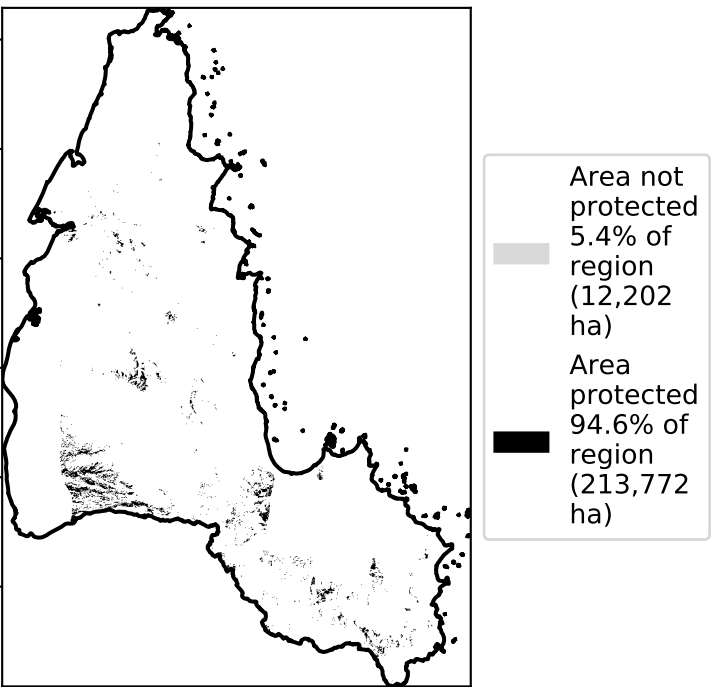 Area not
protected
5.4% of
region
(12,202
ha)
Area
protected
94.6% of
region
(213,772
ha)